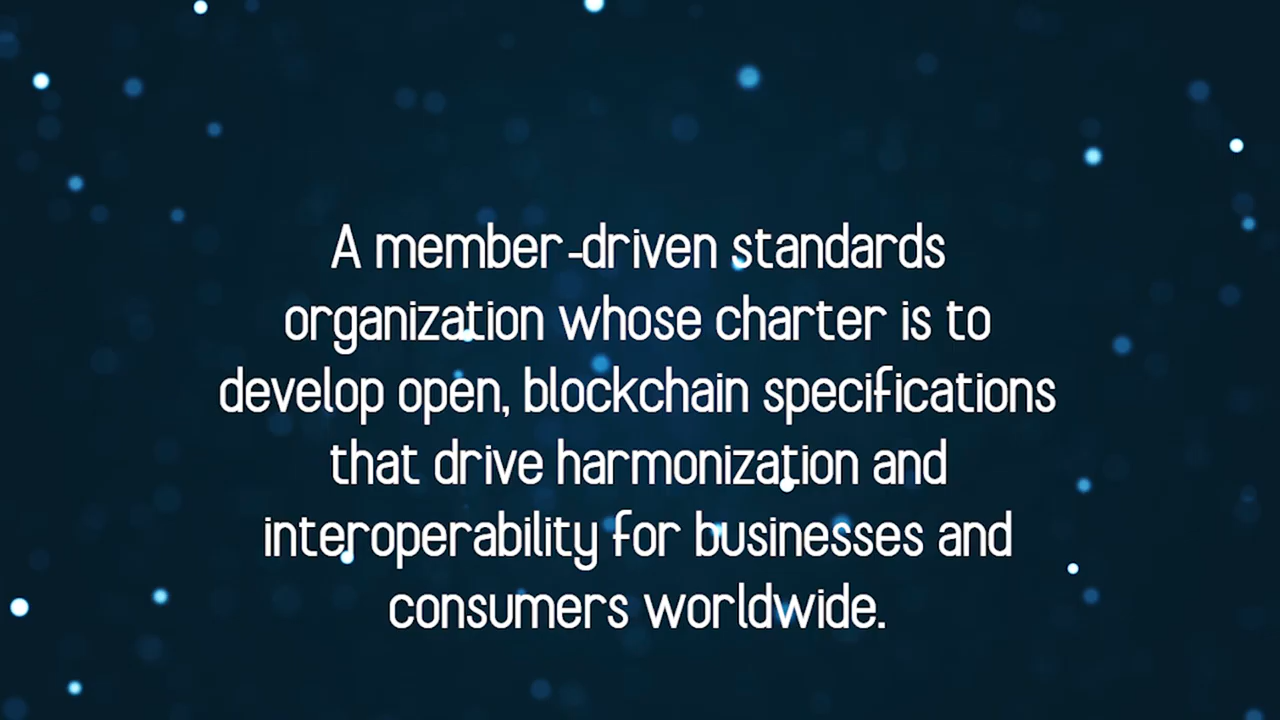 A member-driven standards
organization whose charter is to
develop open, blockchain specifications
that drive harmonization and
interoperability for businesses and
consumers worldwide.